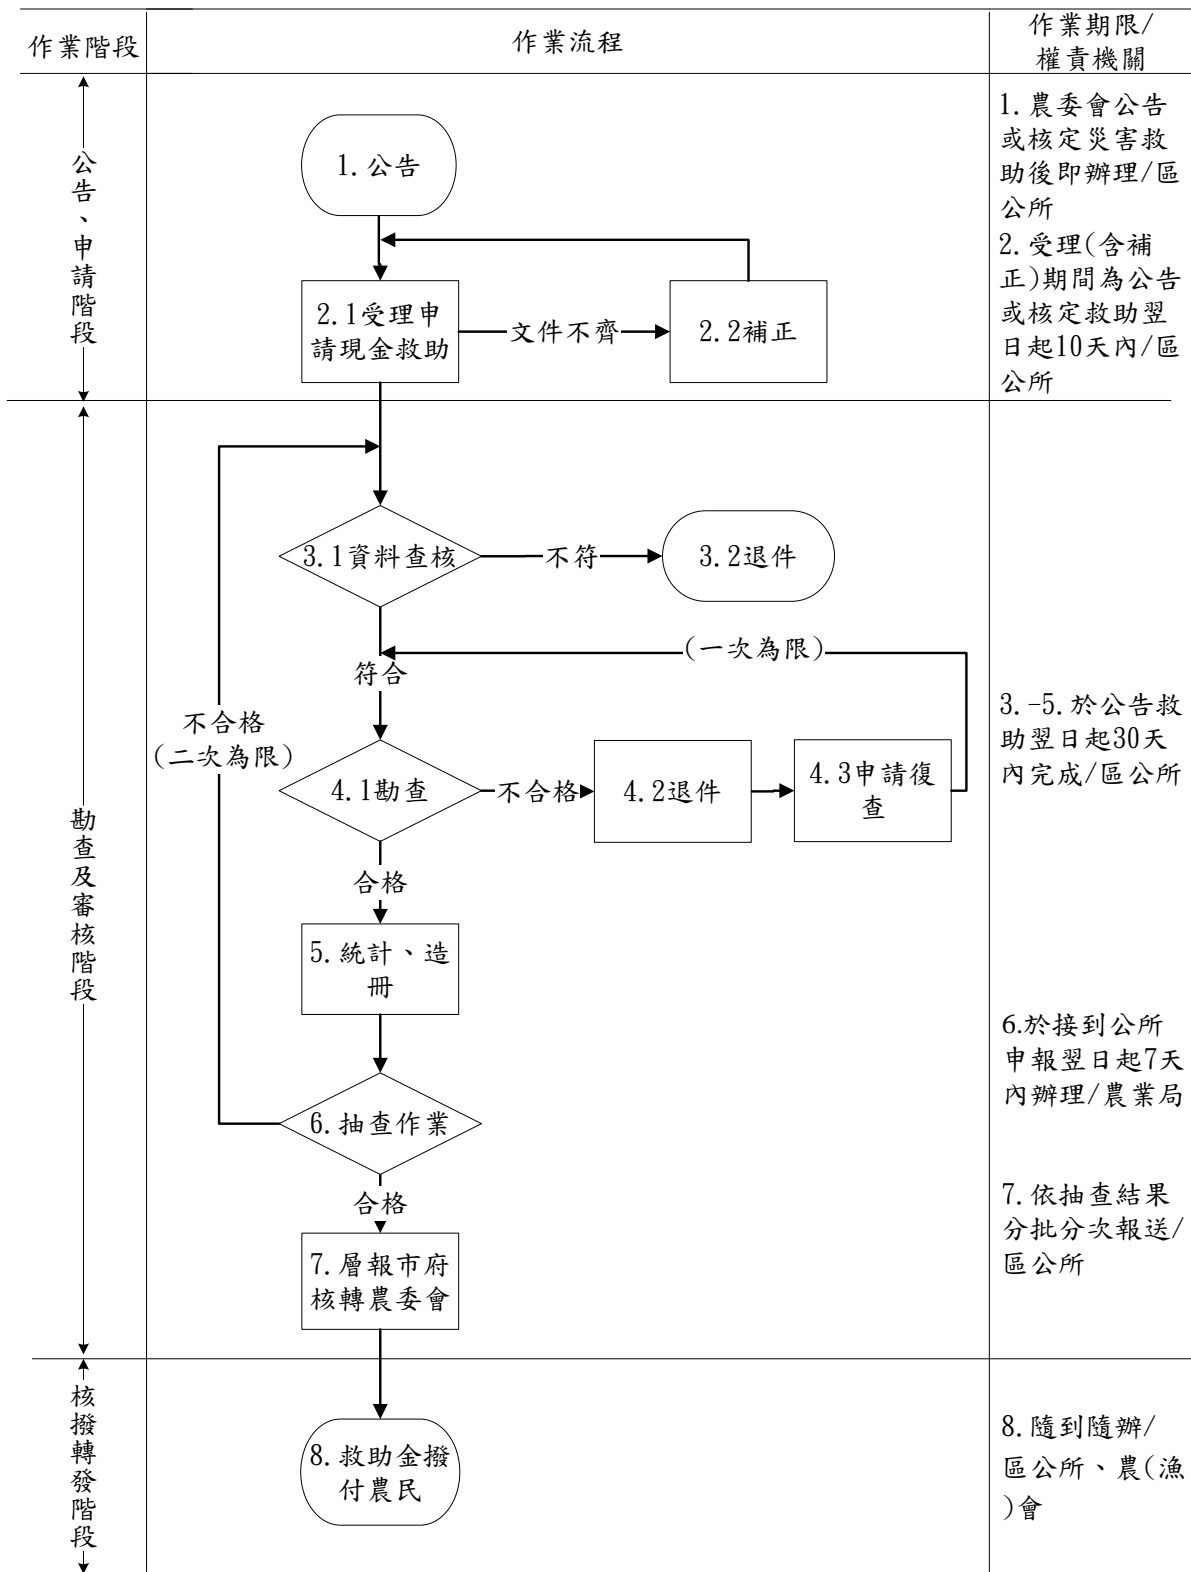 作業階段
作業流程
作業期限/
權責機關
公告、申請階段
1.公告
2.1受理申
請現金救助
文件不齊
2.2補正
1.農委會公告
或核定災害救
助後即辦理/區
公所
2.受理(含補
正)期間為公告
或核定救助翌
日起10天內/區
公所
勘查及審核階段
3.1資料查核
不符
3.2退件
(一次為限)
符合
不合格
(二次為限)
4.1勘查
不合格
4.2退件
4.3申請復
查
3.-5.於公告救
助翌日起30天
內完成/區公所
合格
5.統計、造
冊
6.抽查作業
6.於接到公所
申報翌日起7天
內辦理/農業局
合格
7.層報市府
核轉農委會
7.依抽查結果
分批分次報送/
區公所
核撥轉發階段
8.救助金撥
付農民
8.隨到隨辦/
區公所、農(漁
)會